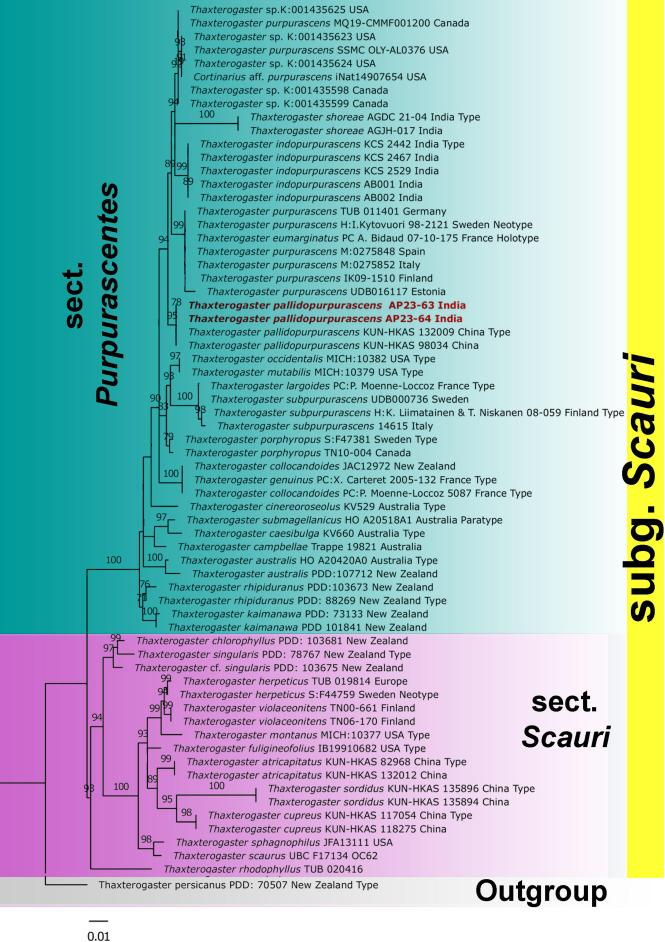 Thaxterogaster sp.K:001435625 USA
Thaxterogaster purpurascens MQ19-CMMF001200 Canada
Thaxterogaster sp. K:001435623 USA
Thaxterogaster purpurascens SSMC OLY-AL0376 USA
Thaxterogaster sp. K:001435624 USA
Cortinarius aff. purpurascens iNat14907654 USA
Thaxterogaster sp. K:001435598 Canada
Thaxterogaster sp. K:001435599 Canada
Thaxterogaster shoreae AGDC 21-04 India Type
Thaxterogaster shoreae AGJH-017 India
Thaxterogaster indopurpurascens KCS 2442 India Type
Thaxterogaster indopurpurascens KCS 2467 India
Thaxterogaster indopurpurascens KCS 2529 India
Thaxterogaster indopurpurascens AB001 India
Thaxterogaster indopurpurascens AB002 India
Thaxterogaster purpurascens TUB 011401 Germany
Thaxterogaster purpurascens H:I.Kytovuori 98-2121 Sweden Neotype
Thaxterogaster eumarginatus PC A. Bidaud 07-10-175 France Holotype
Thaxterogaster purpurascens M:0275848 Spain
Thaxterogaster purpurascens M:0275852 Italy
Thaxterogaster purpurascens IK09-1510 Finland
Thaxterogaster purpurascens UDB016117 Estonia
Thaxterogaster pallidopurpurascens AP23-63 India
Thaxterogaster pallidopurpurascens AP23-64 India
Thaxterogaster pallidopurpurascens KUN-HKAS 132009 China Type
Thaxterogaster pallidopurpurascens KUN-HKAS 98034 China
Thaxterogaster occidentalis MICH:10382 USA Type
Thaxterogaster mutabilis MICH:10379 USA Type
Thaxterogaster largoides PC:P. Moenne-Loccoz France Type
Thaxterogaster subpurpurascens UDB000736 Sweden
Thaxterogaster subpurpurascens H:K. Liimatainen & T. Niskanen 08-059 Finland Type
Thaxterogaster subpurpurascens 14615 Italy
Thaxterogaster porphyropus S:F47381 Sweden Type
Thaxterogaster porphyropus TN10-004 Canada
Thaxterogaster collocandoides JAC12972 New Zealand
Thaxterogaster genuinus PC:X. Carteret 2005-132 France Type
Thaxterogaster collocandoides PC:P. Moenne-Loccoz 5087 France Type
Thaxterogaster cinereoroseolus KV529 Australia Type
Thaxterogaster submagellanicus HO A20518A1 Australia Paratype
Thaxterogaster caesibulga KV660 Australia Type
Thaxterogaster campbellae Trappe 19821 Australia
Thaxterogaster australis HO A20420A0 Australia Type
Thaxterogaster australis PDD:107712 New Zealand
Thaxterogaster rhipiduranus PDD:103673 New Zealand
Thaxterogaster rhipiduranus PDD: 88269 New Zealand Type
Thaxterogaster kaimanawa PDD: 73133 New Zealand
Thaxterogaster kaimanawa PDD 101841 New Zealand
Thaxterogaster chlorophyllus PDD: 103681 New Zealand
Thaxterogaster singularis PDD: 78767 New Zealand Type
Thaxterogaster cf. singularis PDD: 103675 New Zealand
Thaxterogaster herpeticus TUB 019814 Europe
Thaxterogaster herpeticus S:F44759 Sweden Neotype
Thaxterogaster violaceonitens TN00-661 Finland
Thaxterogaster violaceonitens TN06-170 Finland
Thaxterogaster montanus MICH:10377 USA Type
Thaxterogaster fuligineofolius IB19910682 USA Type
Thaxterogaster atricapitatus KUN-HKAS 82968 China Type
Thaxterogaster atricapitatus KUN-HKAS 132012 China
Thaxterogaster sordidus KUN-HKAS 135896 China Type
Thaxterogaster sordidus KUN-HKAS 135894 China
Thaxterogaster cupreus KUN-HKAS 117054 China Type
Thaxterogaster cupreus KUN-HKAS 118275 China
Thaxterogaster sphagnophilus JFA13111 USA
Thaxterogaster scaurus UBC F17134 OC62
Thaxterogaster rhodophyllus TUB 020416
Thaxterogaster persicanus PDD: 70507 New Zealand Type
sect.
Purpurascentes
subg. Scauri
sect.
Scauri
Outgroup
100
99
99
94
97
93
100
90
100
97
100
100
100
99
97
94
99
99
93
99
100
100
95
98
98
0.01